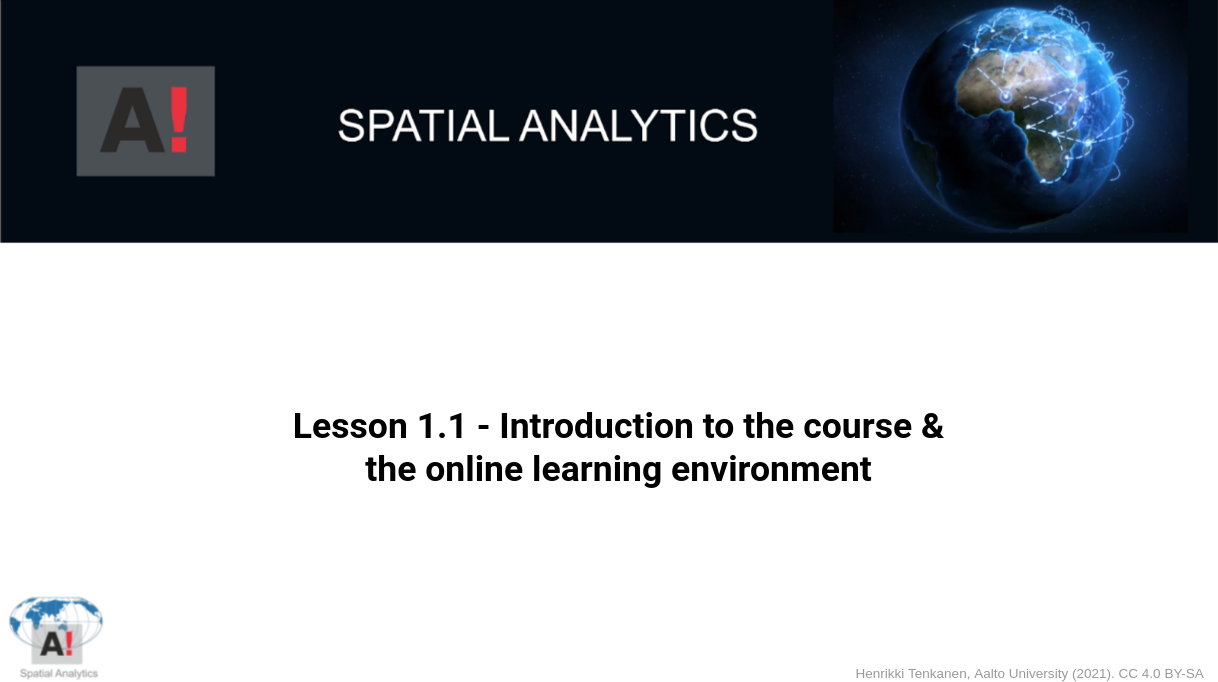 A!
SPATIAL ANALYTICS
Lesson 1.1 - Introduction to the course &
the online learning environment
A!
Spatial Analytics
Henrikki Tenkanen, Aalto University (2021). CC 4.0 BY-SA